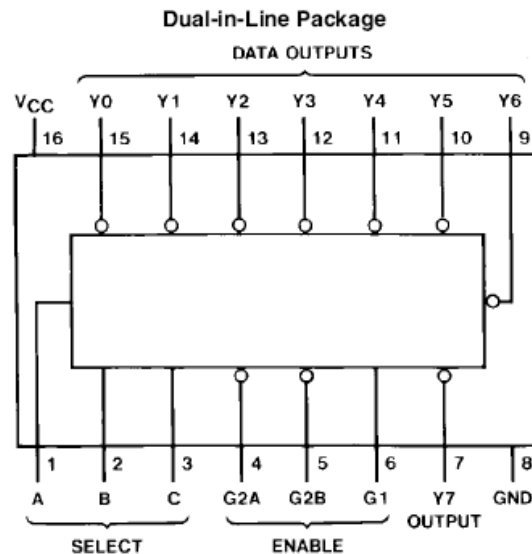 Dual-in-Line Package
DATA OUTPUTS
VCC Y0 Y1 Y2 Y3 Y4 Y5 Y6
16 15 14 13 12 11 10 9
1 2 3 4 5 6 7 8
A B C G2A G2B G1 Y7 GND
OUTPUT
SELECT ENABLE